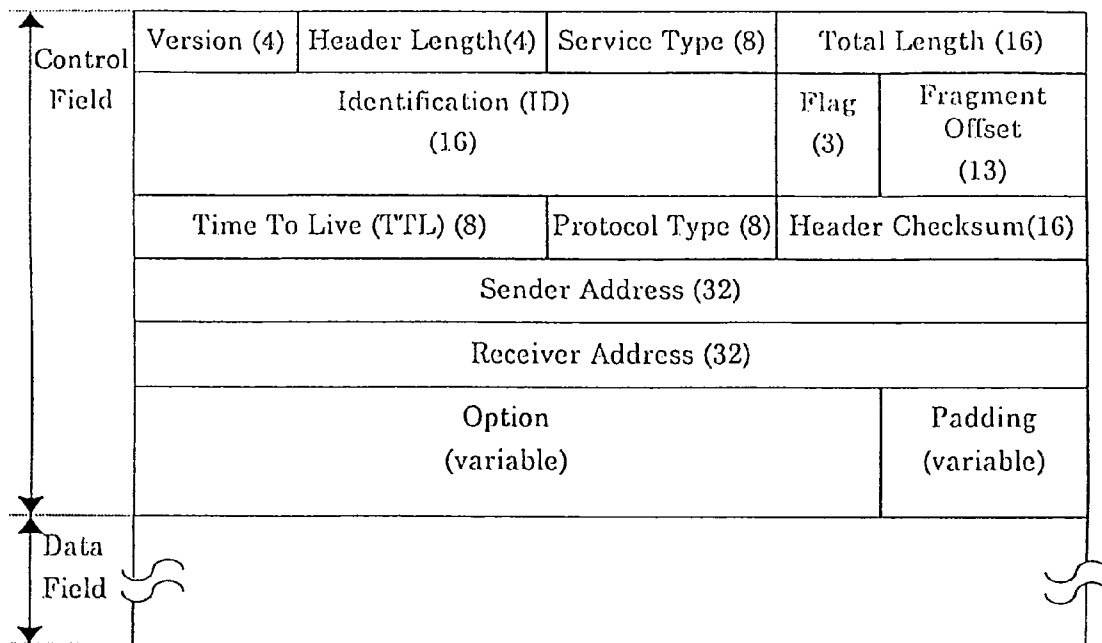 Control
Field
Version (4)
Header Length(4)
Service Type (8)
Total Length (16)
Identification (ID)
(16)
Flag
(3)
Fragment
Offset
(13)
Time To Live (TTL) (8)
Protocol Type (8)
Header Checksum(16)
Sender Address (32)
Receiver Address (32)
Option
(variable)
Padding
(variable)
Data
Field